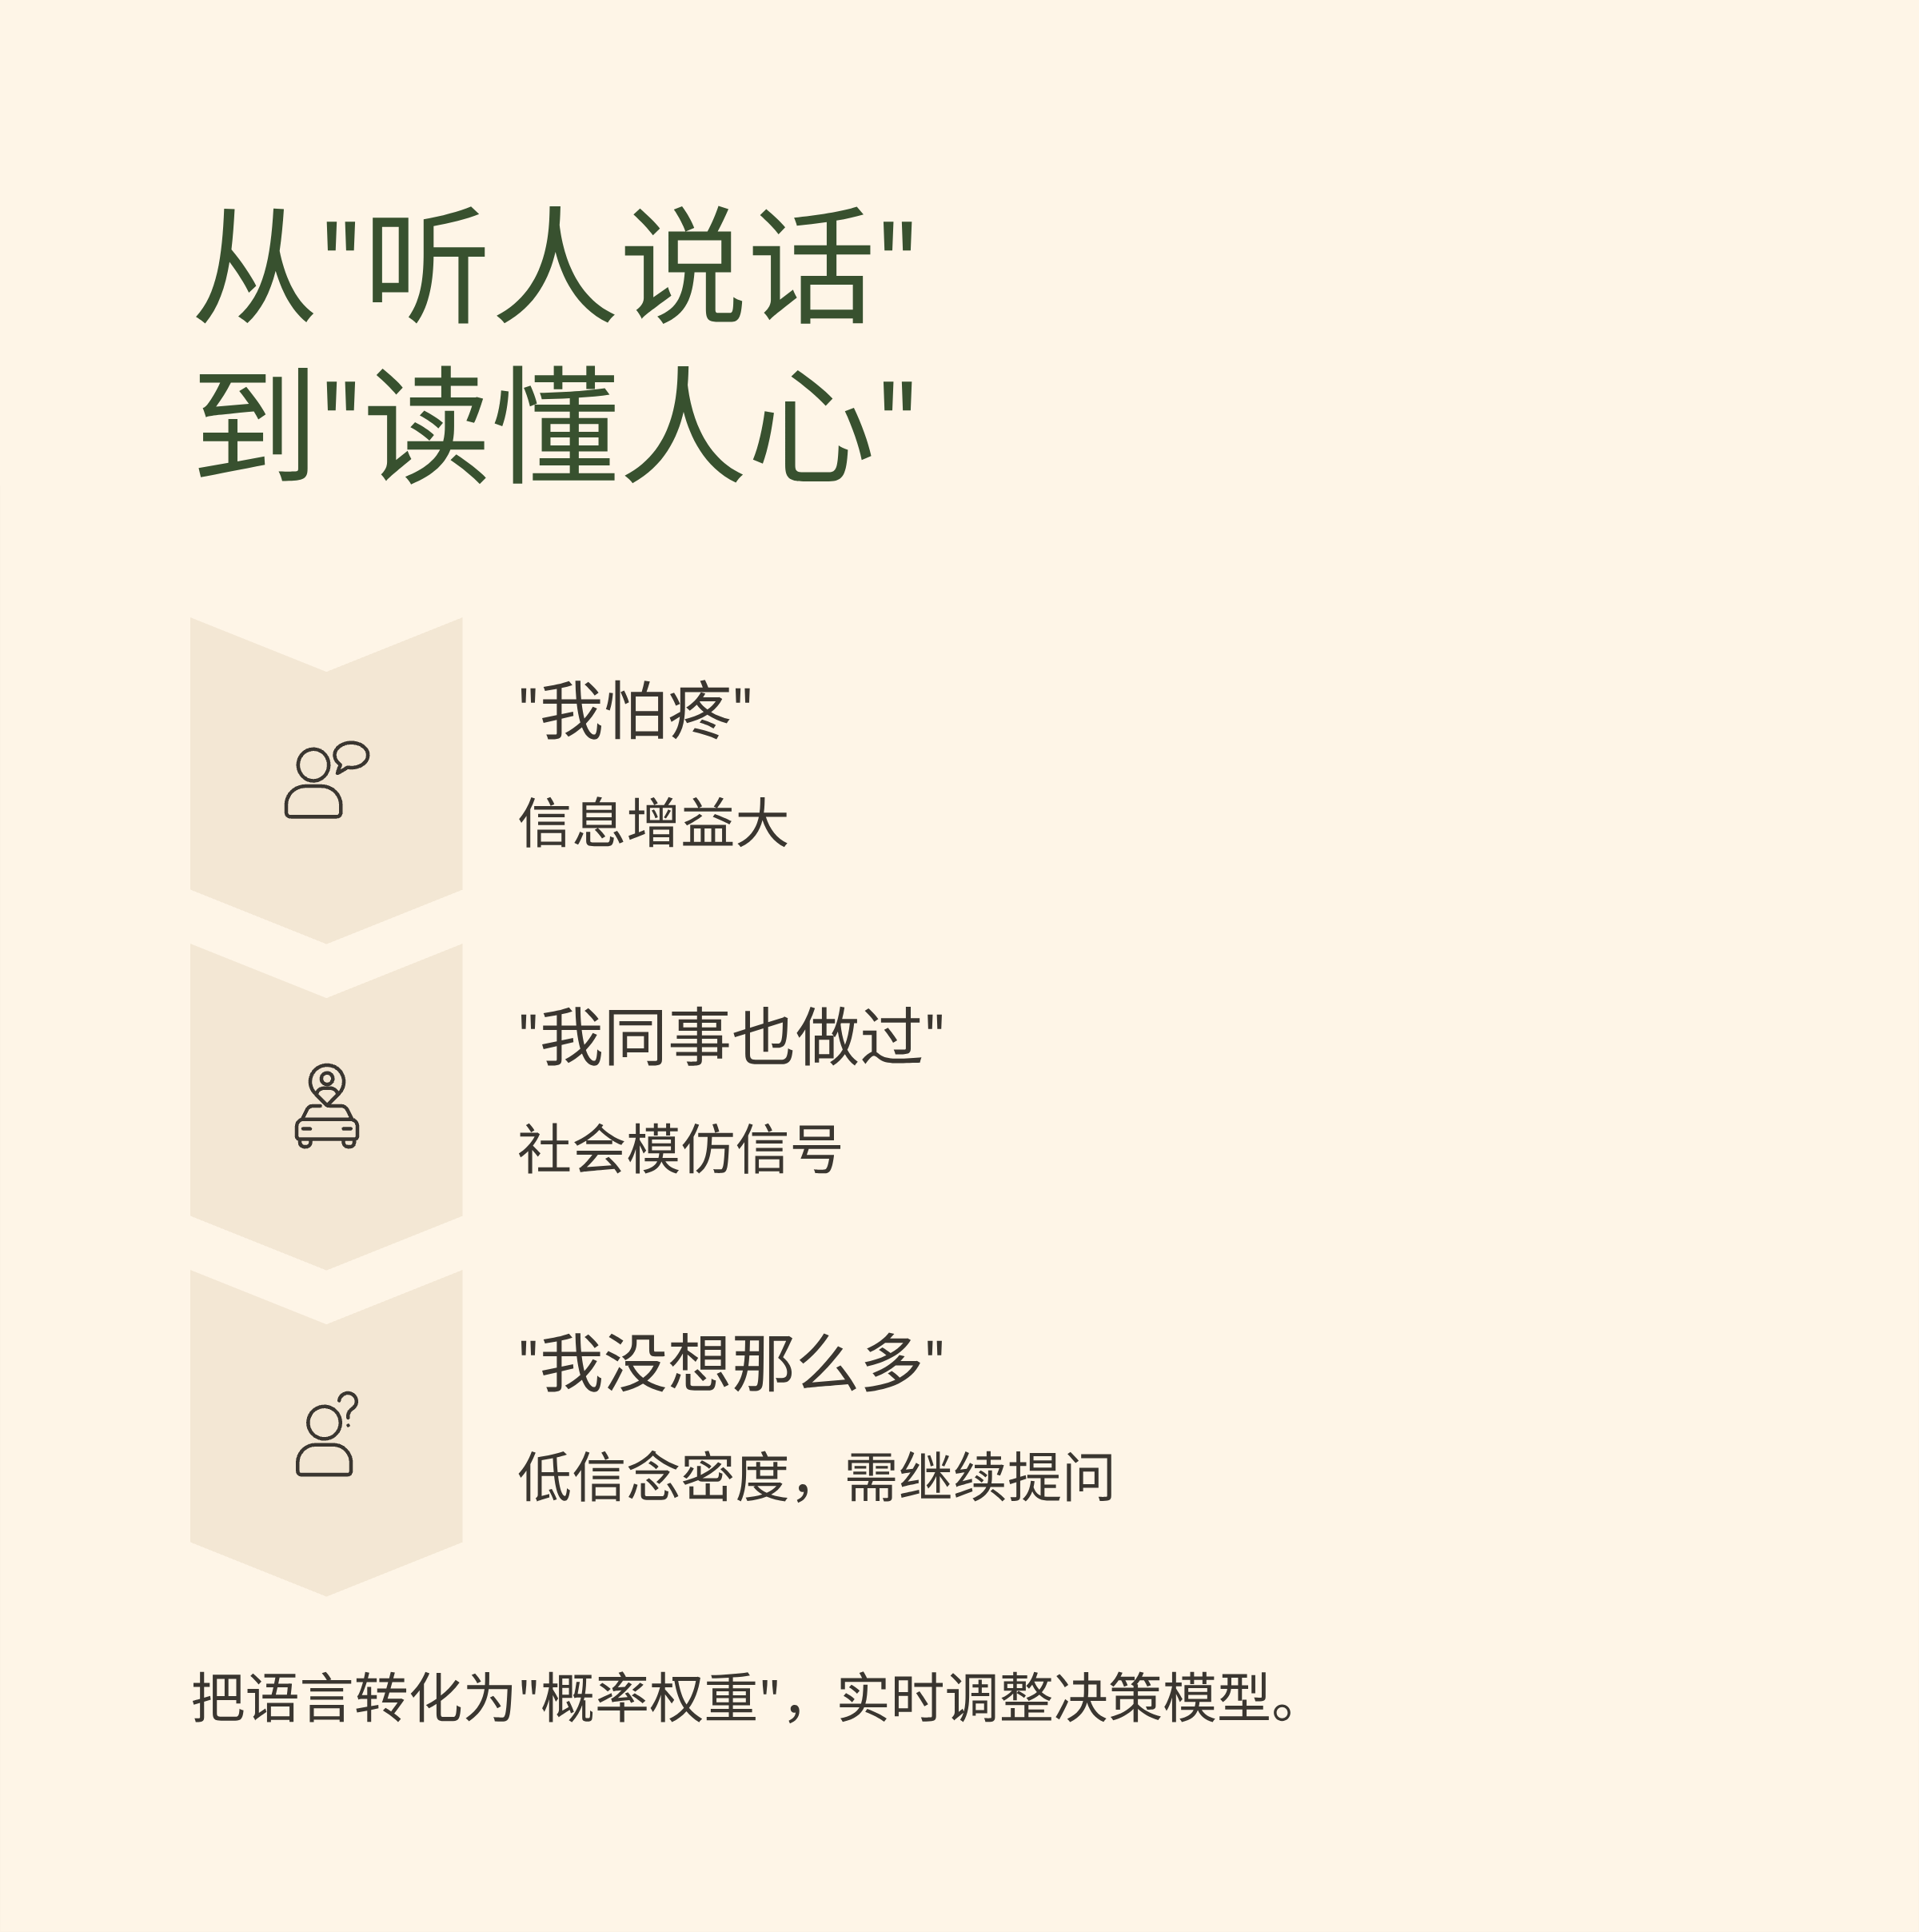 从"听人说话"
到"读懂人心"
"我怕疼"
信息增益大
"我同事也做过"
社会模仿信号
"我没想那么多"
低信念密度，需继续提问
把语言转化为"概率权重"，实时调整决策模型。